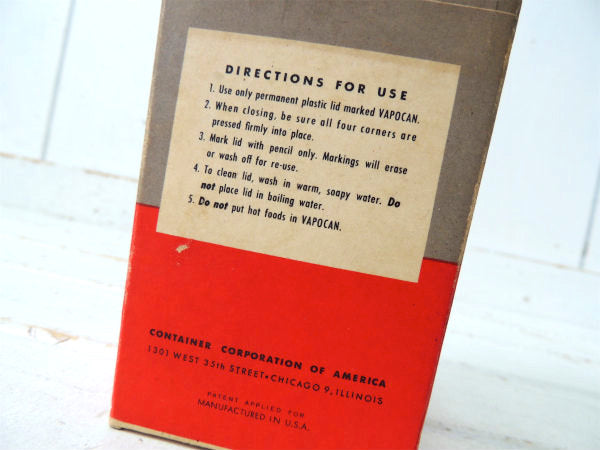 DIRECTIONS FOR USE
1. Use only permanent plastic lid marked VAPOCAN.
2. When closing, be sure all four corners are
pressed firmly into place.
3. Mark lid with pencil only. Markings will erase
or wash off for re-use.
4. To clean lid, wash in warm, soapy water. Do
not place lid in boiling water.
5. Do not put hot foods in VAPOCAN.
CONTAINER CORPORATION OF AMERICA
1301 WEST 35th STREET•CHICAGO 9, ILLINOIS
PATENT APPLIED FOR
MANUFACTURED IN U.S.A.